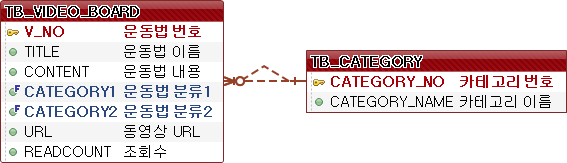 TB_VIDEO_BOARD
V_NO 운동법 번호
TITLE 운동법 이름
CONTENT 운동법 내용
CATEGORY1 운동법 분류1
CATEGORY2 운동법 분류2
URL 동영상 URL
READCOUNT 조회수
TB_CATEGORY
CATEGORY_NO 카테고리 번호
CATEGORY_NAME 카테고리 이름